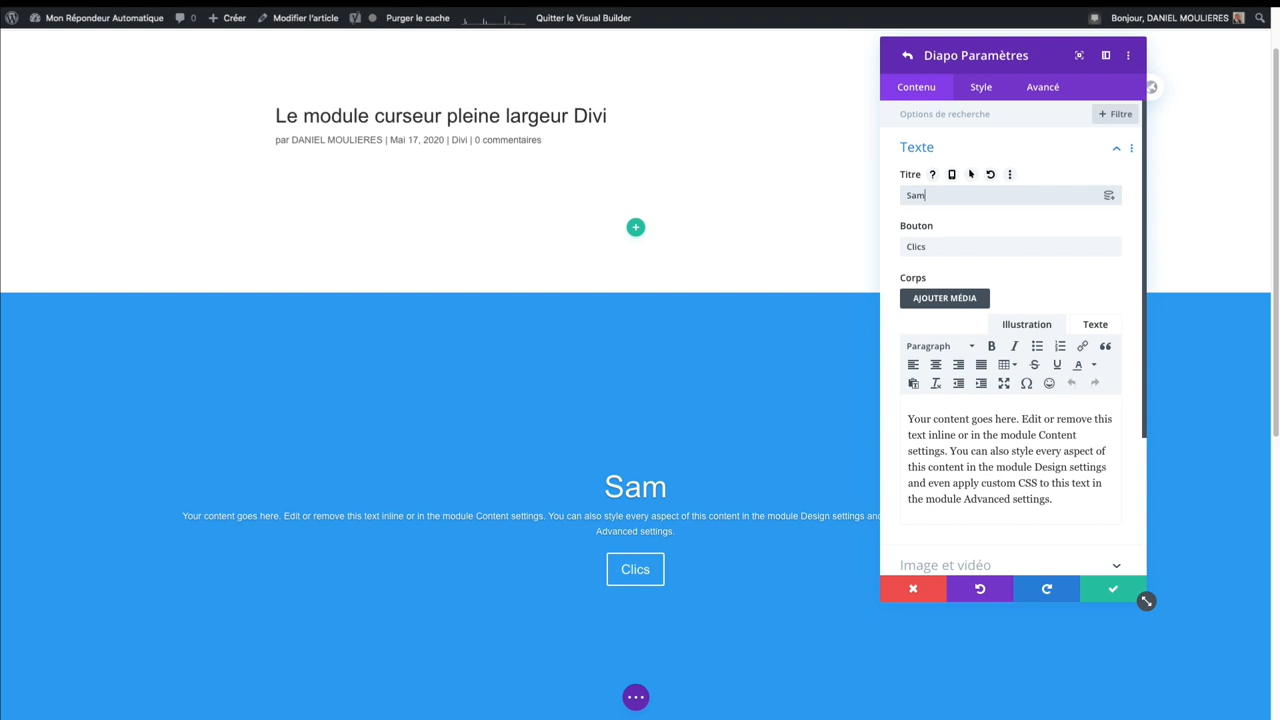 Mon Répondeur Automatique 0 Créer Modifier l'article Purger le cache Quitter le Visual Builder Bonjour, DANIEL MOULIERES
Le module curseur pleine largeur Divi
par DANIEL MOULIERES | Mai 17, 2020 | Divi | 0 commentaires
Sam
Your content goes here. Edit or remove this text inline or in the module Content settings. You can also style every aspect of this content in the module Design settings and
Advanced settings.
Clics
Diapo Paramètres
Contenu Style Avancé
Options de recherche + Filtre
Texte
Titre ?
Sam
Bouton
Clics
Corps
AJOUTER MÉDIA
Illustration Texte
Paragraph B I
U A
Your content goes here. Edit or remove this
text inline or in the module Content
settings. You can also style every aspect of
this content in the module Design settings
and even apply custom CSS to this text in
the module Advanced settings.
Image et vidéo